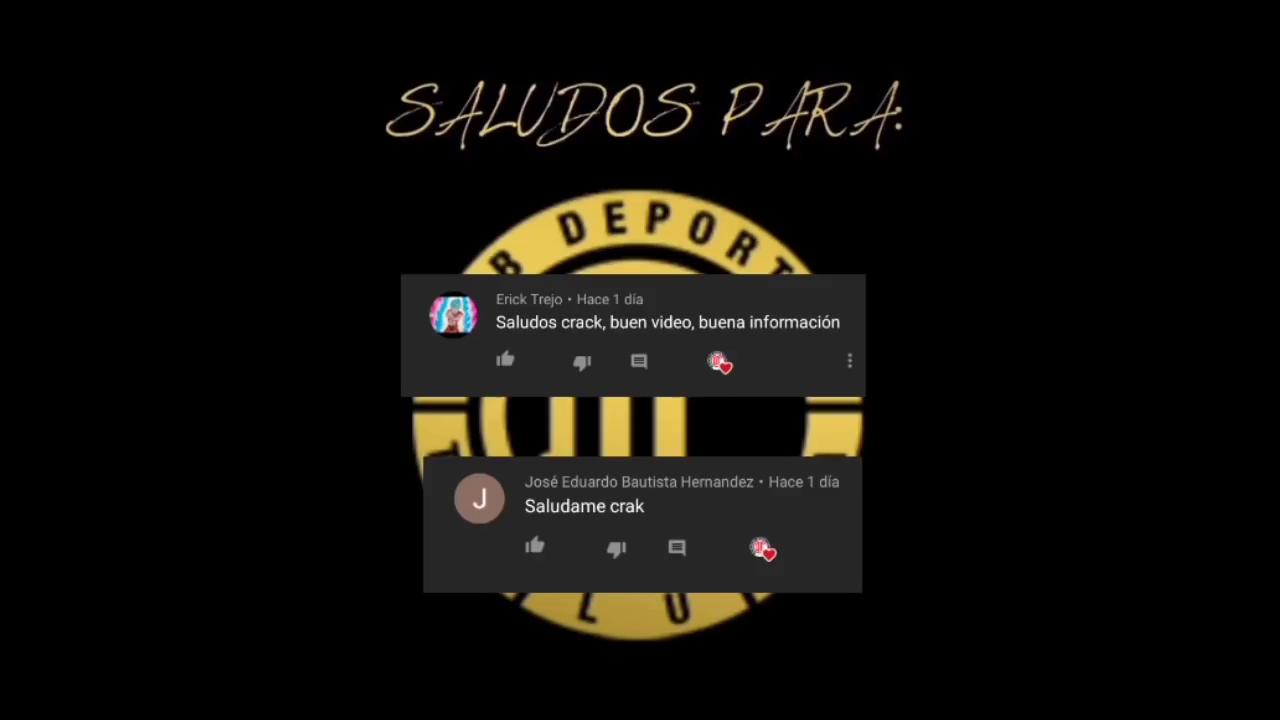 SALUDOS PARA:
B DEPORT
Erick Trejo • Hace 1 día
Saludos crack, buen video, buena información
José Eduardo Bautista Hernandez • Hace 1 día
J
Saludame crak
L U